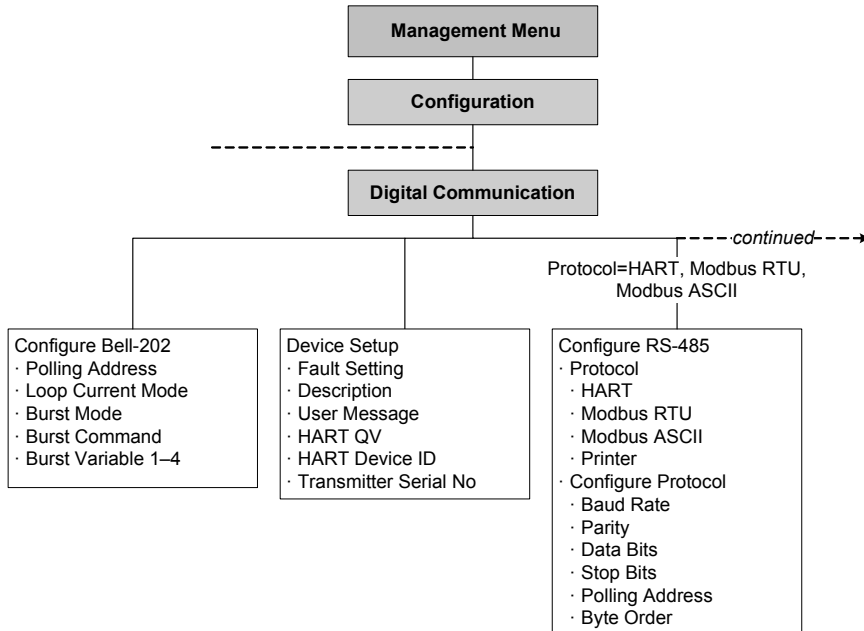 Management Menu
Configuration
Digital Communication
continued
Protocol=HART, Modbus RTU,
Modbus ASCII
Configure Bell-202
· Polling Address
· Loop Current Mode
· Burst Mode
· Burst Command
· Burst Variable 1–4
Device Setup
· Fault Setting
· Description
· User Message
· HART QV
· HART Device ID
· Transmitter Serial No
Configure RS-485
· Protocol
· HART
· Modbus RTU
· Modbus ASCII
· Printer
· Configure Protocol
· Baud Rate
· Parity
· Data Bits
· Stop Bits
· Polling Address
· Byte Order